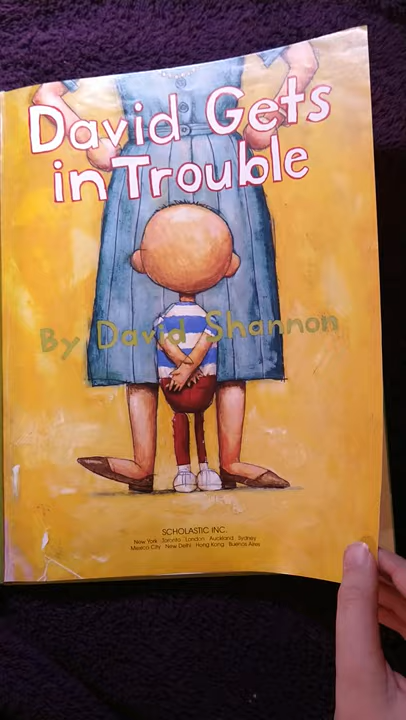 David Gets
in Trouble
By David Shannon
SCHOLASTIC INC.
New York Toronto London Auckland Sydney
Mexico City New Delhi Hong Kong Buenos Aires